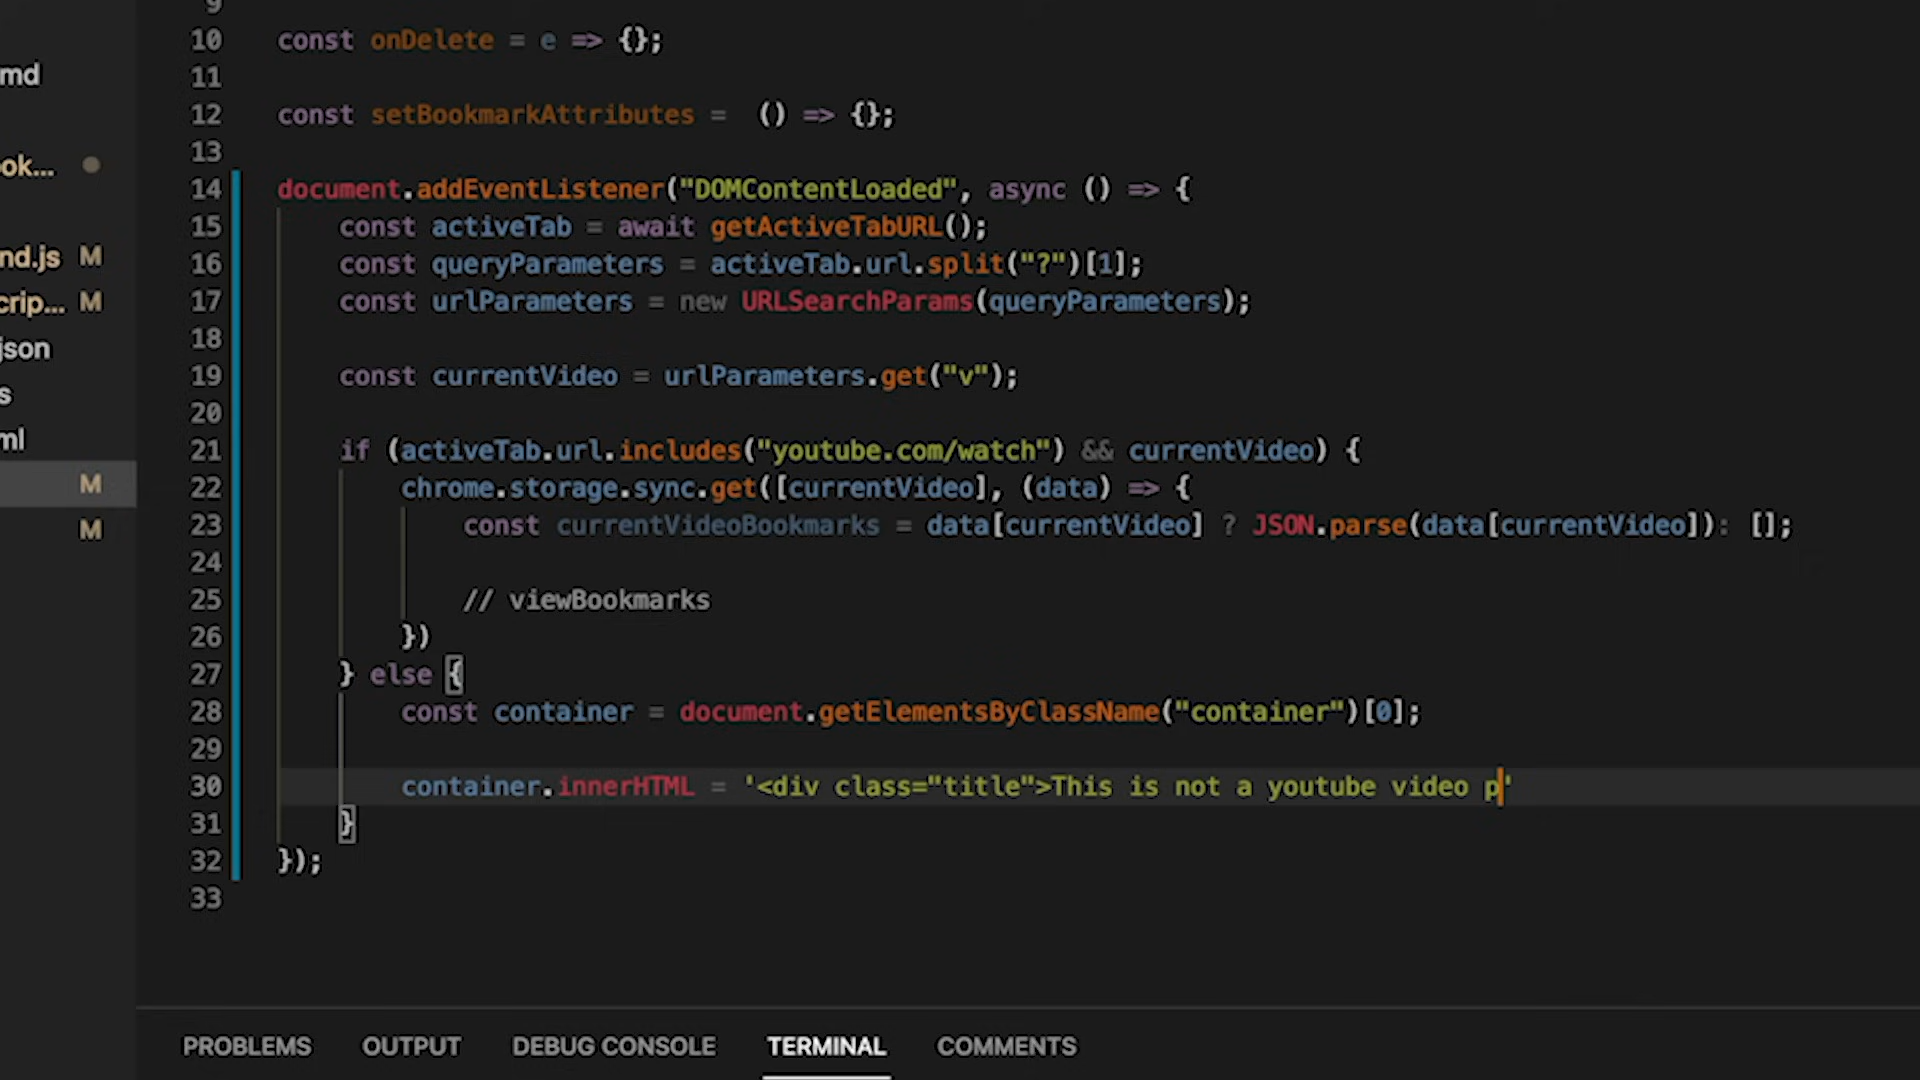 9
10 const onDelete = e => {};
11
12 const setBookmarkAttributes =  () => {};
13
14 document.addEventListener("DOMContentLoaded", async () => {
15     const activeTab = await getActiveTabURL();
16     const queryParameters = activeTab.url.split("?")[1];
17     const urlParameters = new URLSearchParams(queryParameters);
18
19     const currentVideo = urlParameters.get("v");
20
21     if (activeTab.url.includes("youtube.com/watch") && currentVideo) {
22         chrome.storage.sync.get([currentVideo], (data) => {
23             const currentVideoBookmarks = data[currentVideo] ? JSON.parse(data[currentVideo]): [];
24
25             // viewBookmarks
26         })
27     } else {
28         const container = document.getElementsByClassName("container")[0];
29
30         container.innerHTML = '<div class="title">This is not a youtube video p'
31     }
32 });
33
md
ook...
nd.js M
crip... M
json
s
ml
M
M
PROBLEMS OUTPUT DEBUG CONSOLE TERMINAL COMMENTS